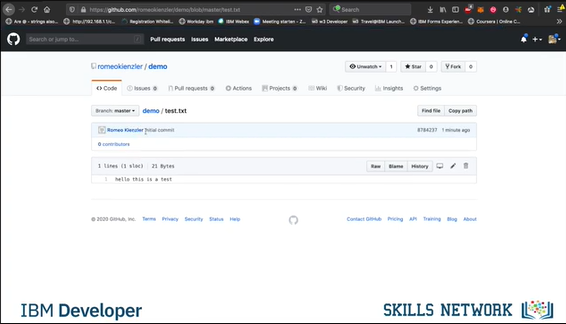 https://github.com/romeokienzler/demo/blob/master/test.txt
Search
Are @ - strings also
http://192.168.1.1/
Registration Whitelist
Workday ibm
IBM Webex
Meeting starten - Z...
w3 Developer
Travel@IBM Launch...
IBM Forms Experien...
Coursera | Online C...
Search or jump to...
Pull requests Issues Marketplace Explore
romeokienzler / demo
Unwatch 1 Star 0 Fork 0
Code Issues 0 Pull requests 0 Actions Projects 0 Wiki Security Insights Settings
Branch: master demo / test.txt Find file Copy path
Romeo Kienzler Initial commit 8784237 1 minute ago
0 contributors
1 lines (1 sloc) 21 Bytes Raw Blame History
1 hello this is a test
© 2020 GitHub, Inc. Terms Privacy Security Status Help Contact GitHub Pricing API Training Blog About
IBM Developer
SKILLS NETWORK